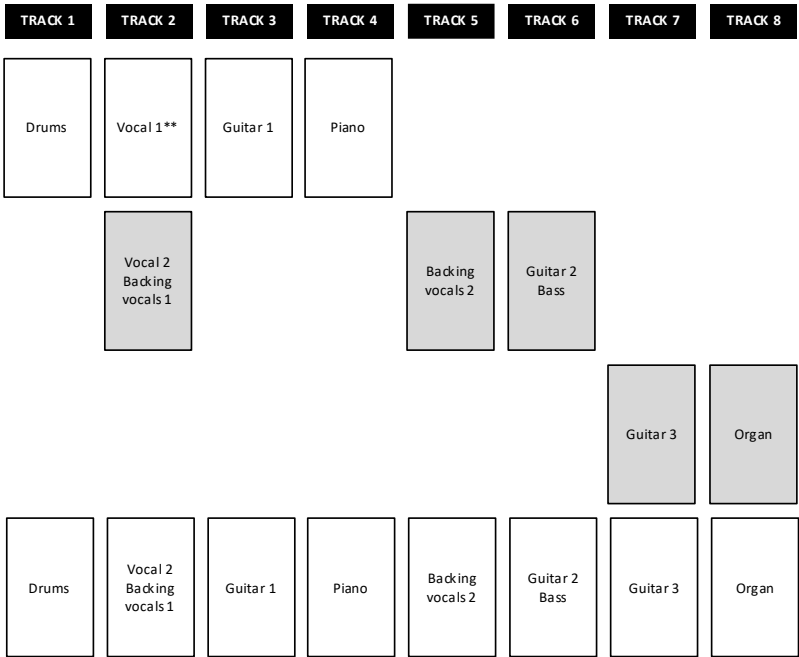 TRACK 1
TRACK 2
TRACK 3
TRACK 4
TRACK 5
TRACK 6
TRACK 7
TRACK 8
Drums
Vocal 1**
Guitar 1
Piano
Vocal 2
Backing
vocals 1
Backing
vocals 2
Guitar 2
Bass
Guitar 3
Organ
Drums
Vocal 2
Backing
vocals 1
Guitar 1
Piano
Backing
vocals 2
Guitar 2
Bass
Guitar 3
Organ